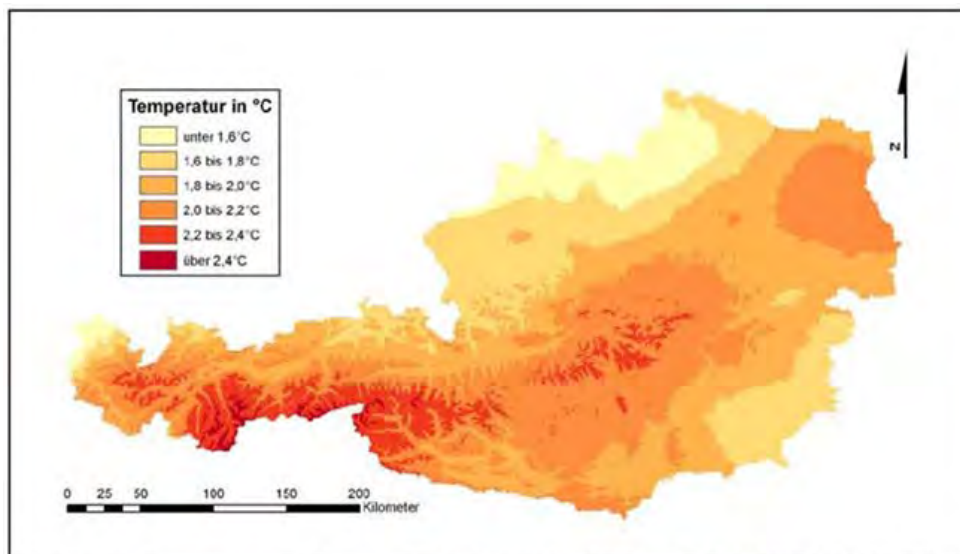 Temperatur in °C
unter 1,6°C
1,6 bis 1,8°C
1,8 bis 2,0°C
2,0 bis 2,2°C
2,2 bis 2,4°C
über 2,4°C
N
0 25 50 100 150 200
Kilometer